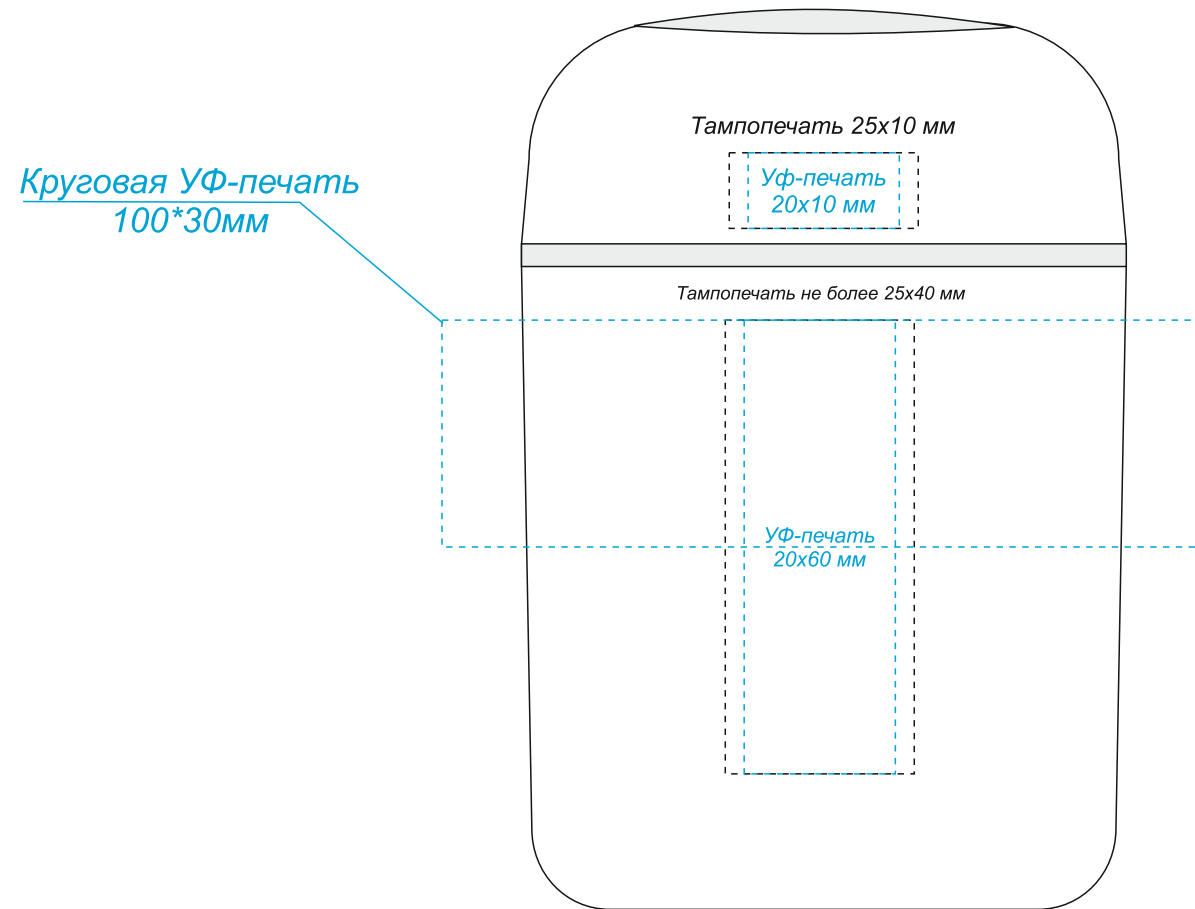 Тампопечать 25х10 мм
Уф-печать
20х10 мм
Круговая УФ-печать
100*30мм
Тампопечать не более 25х40 мм
УФ-печать
20х60 мм